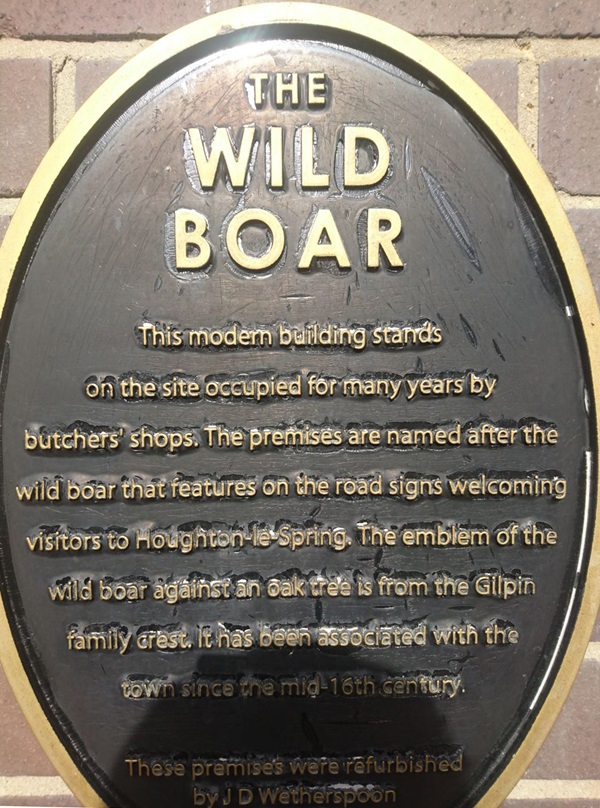 THE
WILD
BOAR
This modern building stands
on the site occupied for many years by
butchers' shops. The premises are named after the
wild boar that features on the road signs welcoming
visitors to Houghton-le-Spring. The emblem of the
wild boar against an oak tree is from the Gilpin
family crest. It has been associated with the
town since the mid-16th century.
These premises were refurbished
by J D Wetherspoon